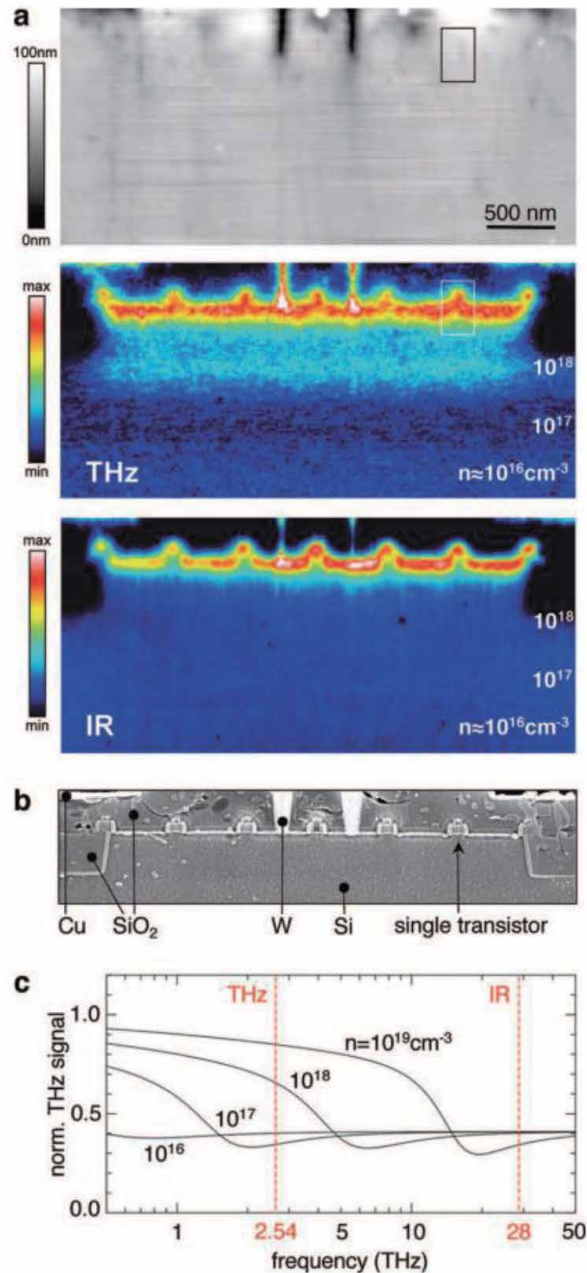 a
100nm
0nm
500 nm
max
min
THz
10¹⁸
10¹⁷
n≈10¹⁶cm⁻³
max
min
IR
10¹⁸
10¹⁷
n≈10¹⁶cm⁻³
b
Cu SiO₂ W Si single transistor
c
THz IR
1.0
n=10¹⁹cm⁻³
10¹⁸
0.5
10¹⁷
10¹⁶
0.0
norm. THz signal
1 2.54 5 10 28 50
frequency (THz)